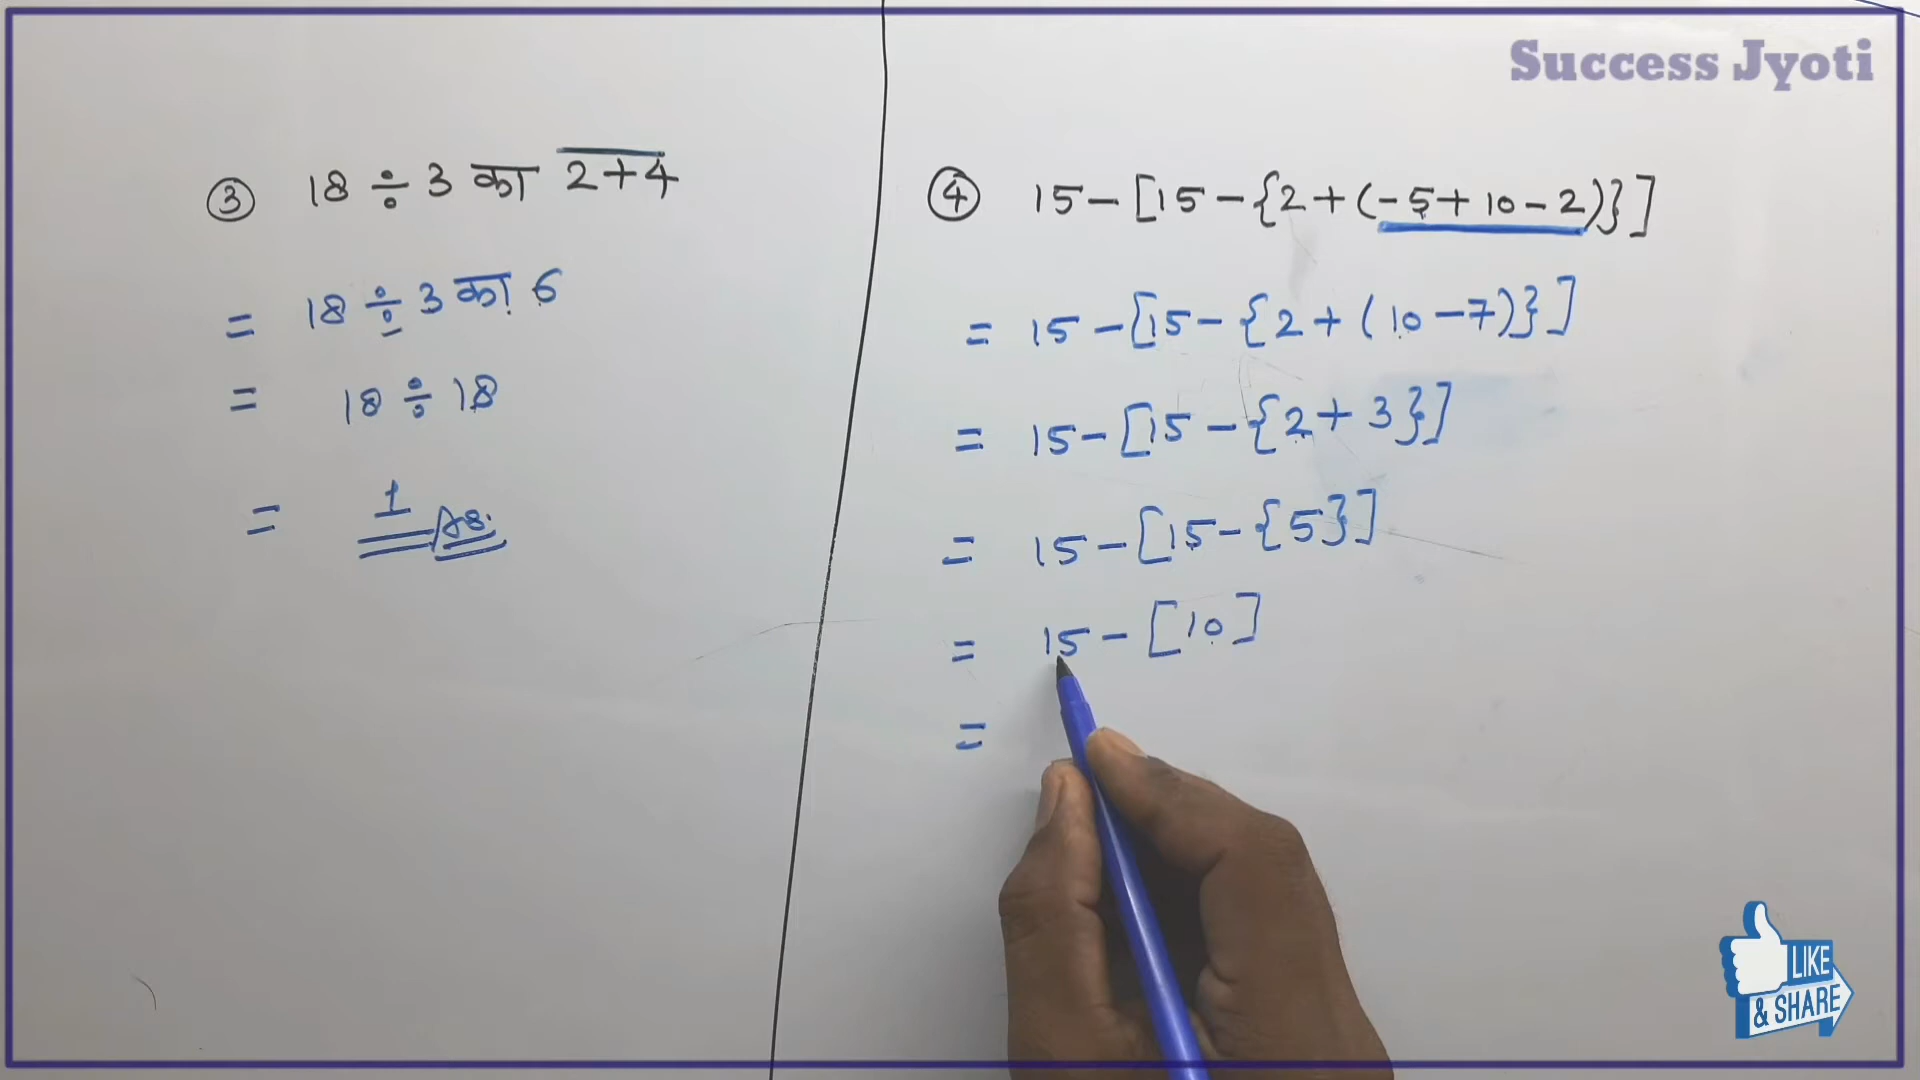 Success Jyoti
③ 18 ÷ 3 का 2+4
= 18 ÷ 3 का 6
= 18 ÷ 18
= 1 Ans.
④ 15-[15-{2+(-5+10-2)}]
= 15-[15-{2+(10-7)}]
= 15-[15-{2+3}]
= 15-[15-{5}]
= 15-[10]
=
LIKE
& SHARE